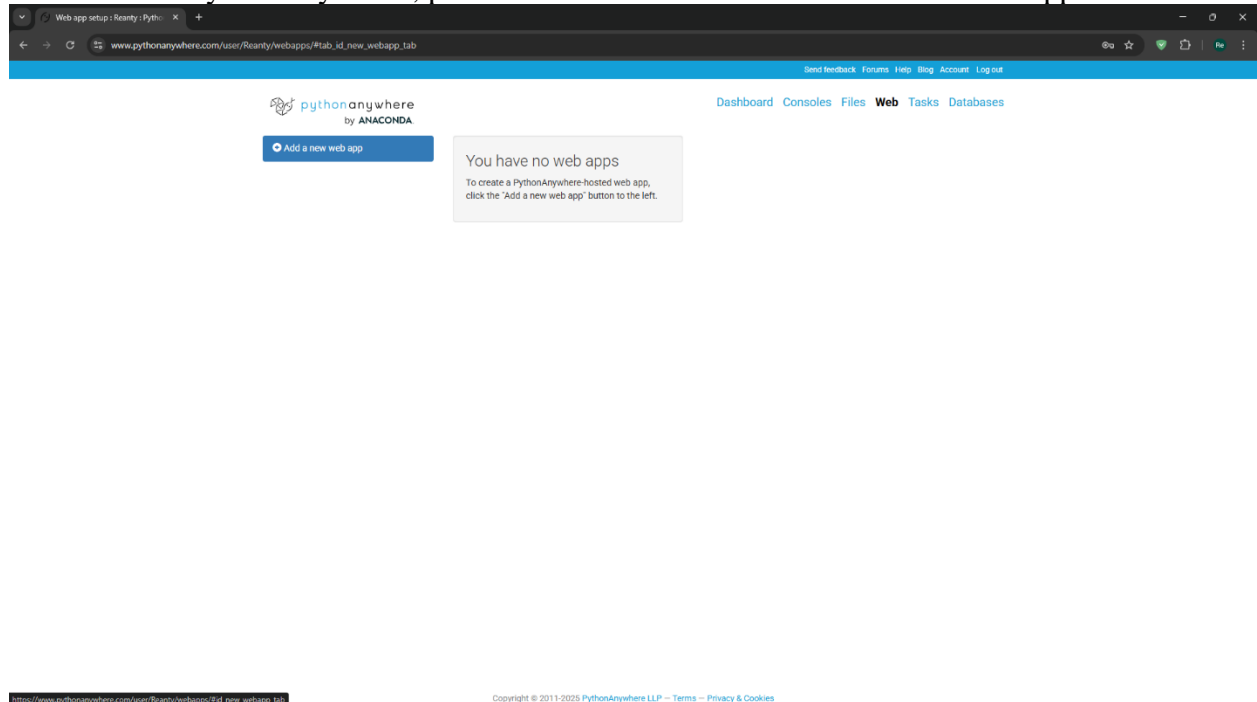 Web app setup : Reanty : Pytho
www.pythonanywhere.com/user/Reanty/webapps/#tab_id_new_webapp_tab
Re
Send feedback Forums Help Blog Account Log out
pythonanywhere
by ANACONDA.
Dashboard Consoles Files Web Tasks Databases
Add a new web app
You have no web apps
To create a PythonAnywhere-hosted web app,
click the "Add a new web app" button to the left.
Copyright © 2011-2025 PythonAnywhere LLP — Terms — Privacy & Cookies
https://www.pythonanywhere.com/user/Reanty/webapps/#id_new_webapp_tab